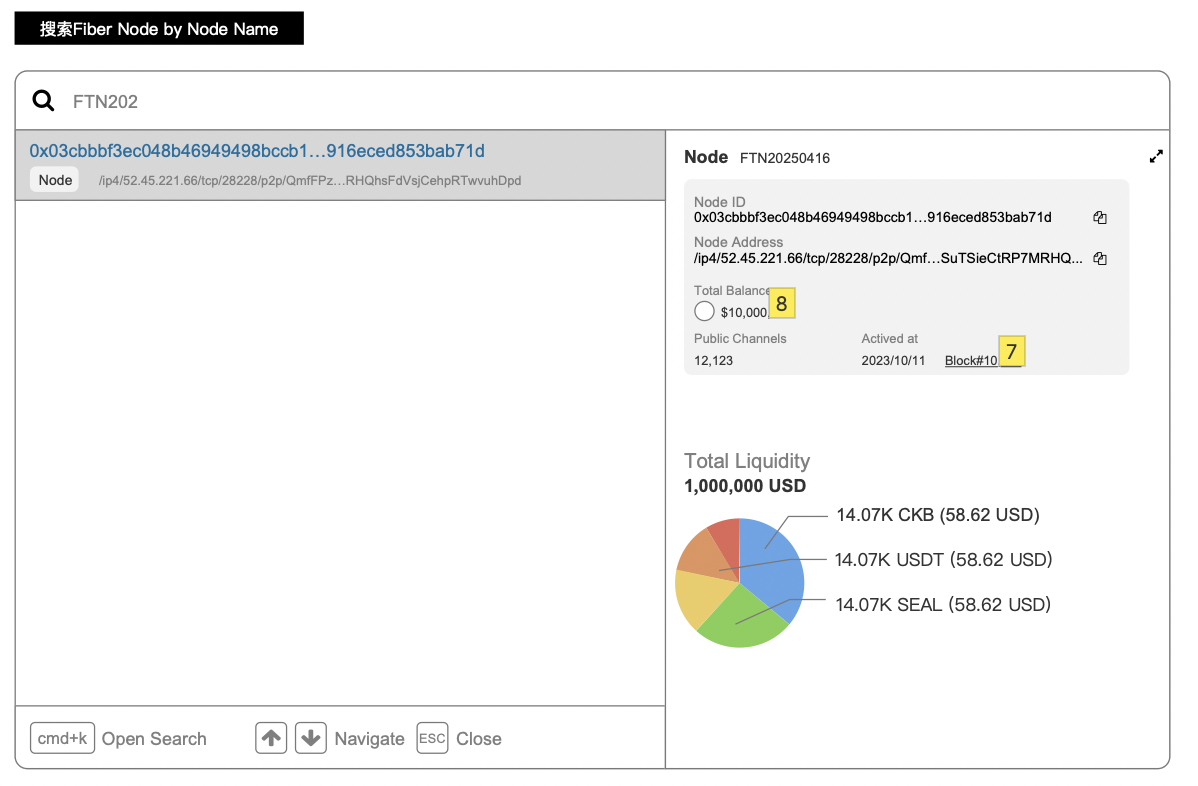 搜索Fiber Node by Node Name
FTN202
0x03cbbbf3ec048b46949498bccb1…916eced853bab71d
Node /ip4/52.45.221.66/tcp/28228/p2p/QmfFPz…RHQhsFdVsjCehpRTwvuhDpd
Node FTN20250416
Node ID
0x03cbbbf3ec048b46949498bccb1…916eced853bab71d
Node Address
/ip4/52.45.221.66/tcp/28228/p2p/Qmf…SuTSieCtRP7MRHQ...
Total Balance
8
$10,000
Public Channels Actived at
7
12,123 2023/10/11 Block#10
Total Liquidity
1,000,000 USD
14.07K CKB (58.62 USD)
14.07K USDT (58.62 USD)
14.07K SEAL (58.62 USD)
cmd+k Open Search Navigate ESC Close